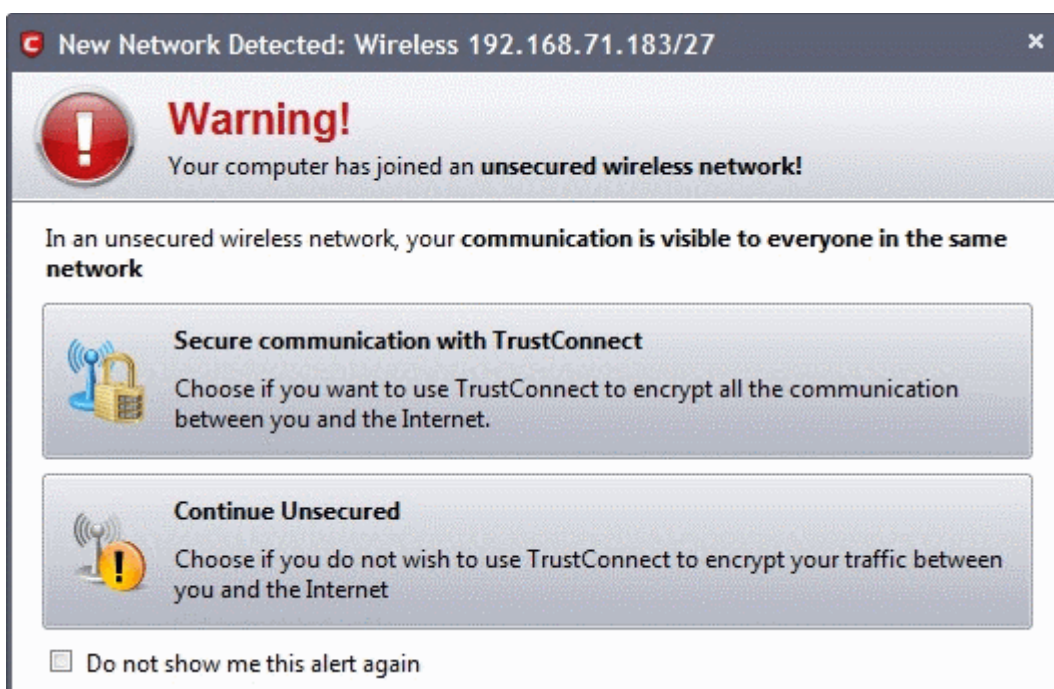 New Network Detected: Wireless 192.168.71.183/27
Warning!
Your computer has joined an unsecured wireless network!
In an unsecured wireless network, your communication is visible to everyone in the same
network
Secure communication with TrustConnect
Choose if you want to use TrustConnect to encrypt all the communication
between you and the Internet.
Continue Unsecured
Choose if you do not wish to use TrustConnect to encrypt your traffic between
you and the Internet
Do not show me this alert again